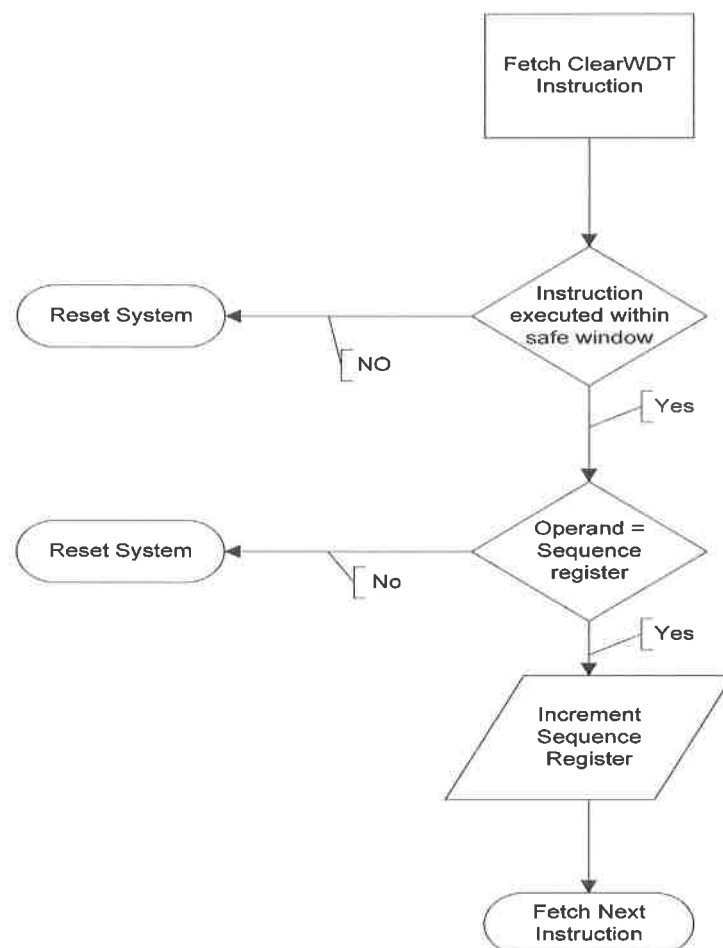 Fetch ClearWDT
Instruction
Instruction
executed within
safe window
Reset System
NO
Yes
Operand =
Sequence
register
Reset System
No
Yes
Increment
Sequence
Register
Fetch Next
Instruction